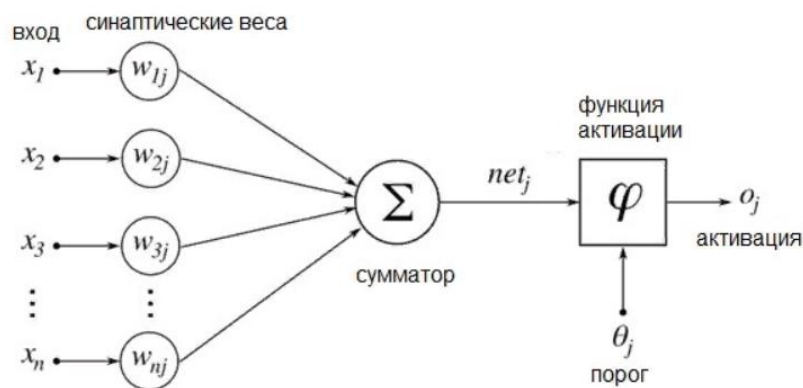 вход
синаптические веса
x₁
w₁ⱼ
x₂
w₂ⱼ
x₃
w₃ⱼ
⋮
⋮
xₙ
wₙⱼ
Σ
сумматор
netⱼ
функция
активации
φ
oⱼ
активация
θⱼ
порог